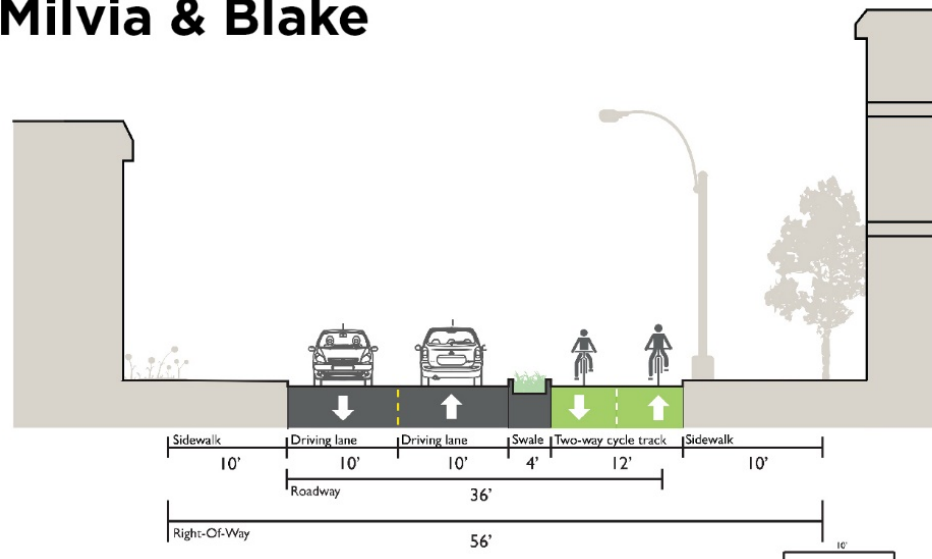 Milvia & Blake
Sidewalk Driving lane Driving lane Swale Two-way cycle track Sidewalk
10' 10' 10' 4' 12' 10'
Roadway 36'
Right-Of-Way 56'
10'